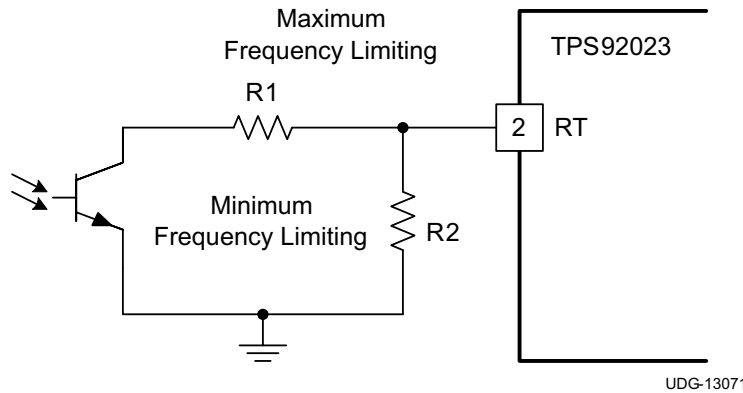 Maximum
Frequency Limiting
TPS92023
R1
2 RT
Minimum
Frequency Limiting
R2
UDG-13071